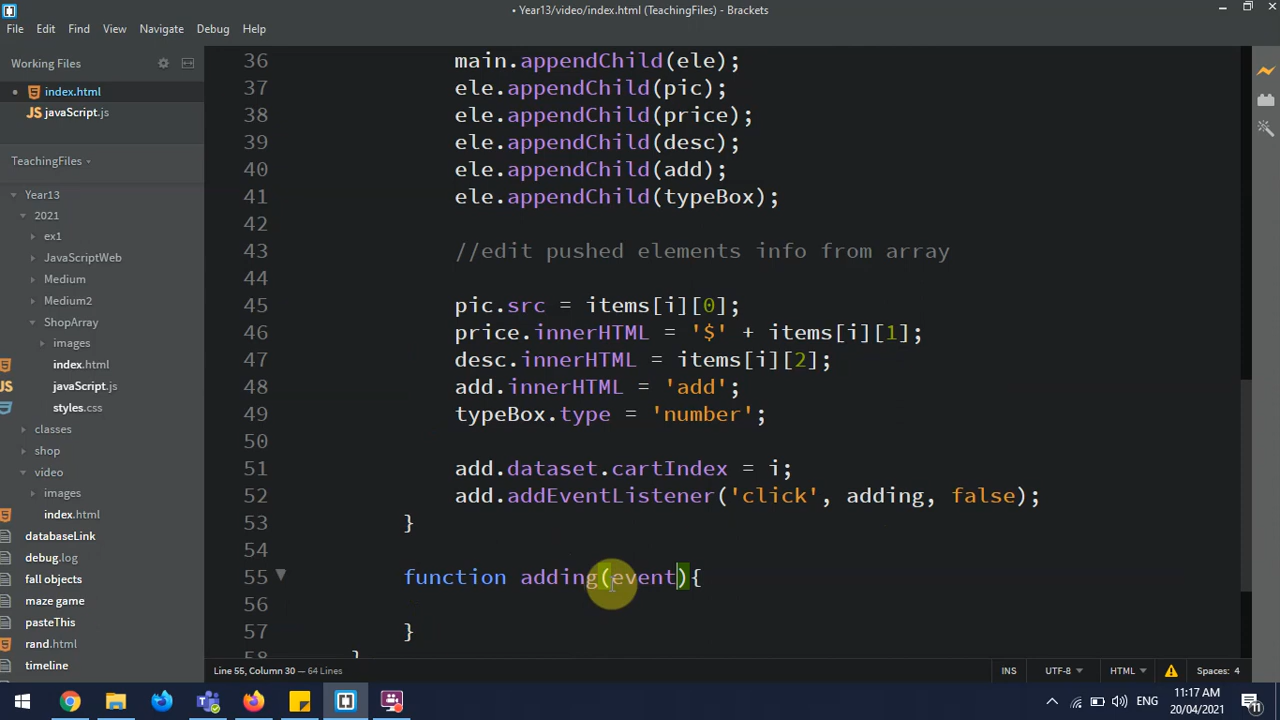 • Year13/video/index.html (TeachingFiles) - Brackets
File Edit Find View Navigate Debug Help
Working Files
index.html
JS javaScript.js
TeachingFiles
Year13
2021
ex1
JavaScriptWeb
Medium
Medium2
ShopArray
images
index.html
JS javaScript.js
styles.css
classes
shop
video
images
index.html
databaseLink
debug.log
fall objects
maze game
pasteThis
rand.html
timeline
36 main.appendChild(ele);
37 ele.appendChild(pic);
38 ele.appendChild(price);
39 ele.appendChild(desc);
40 ele.appendChild(add);
41 ele.appendChild(typeBox);
42
43 //edit pushed elements info from array
44
45 pic.src = items[i][0];
46 price.innerHTML = '$' + items[i][1];
47 desc.innerHTML = items[i][2];
48 add.innerHTML = 'add';
49 typeBox.type = 'number';
50
51 add.dataset.cartIndex = i;
52 add.addEventListener('click', adding, false);
53 }
54
55 function adding(event){
56
57 }
58 }
Line 55, Column 30 — 64 Lines
INS UTF-8 HTML Spaces: 4
ENG
11:17 AM
20/04/2021
11